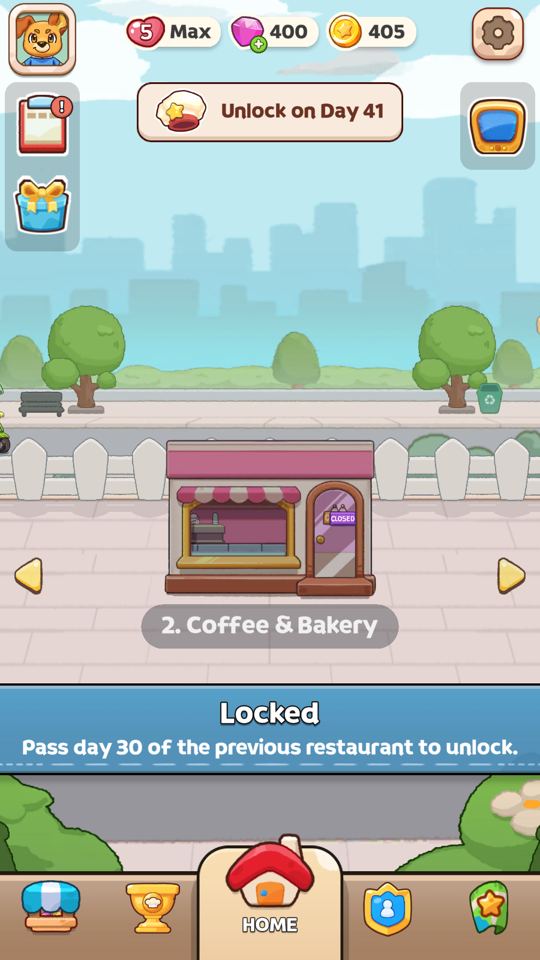 5 Max 400 405
Unlock on Day 41
!
CLOSED
2. Coffee & Bakery
Locked
Pass day 30 of the previous restaurant to unlock.
HOME